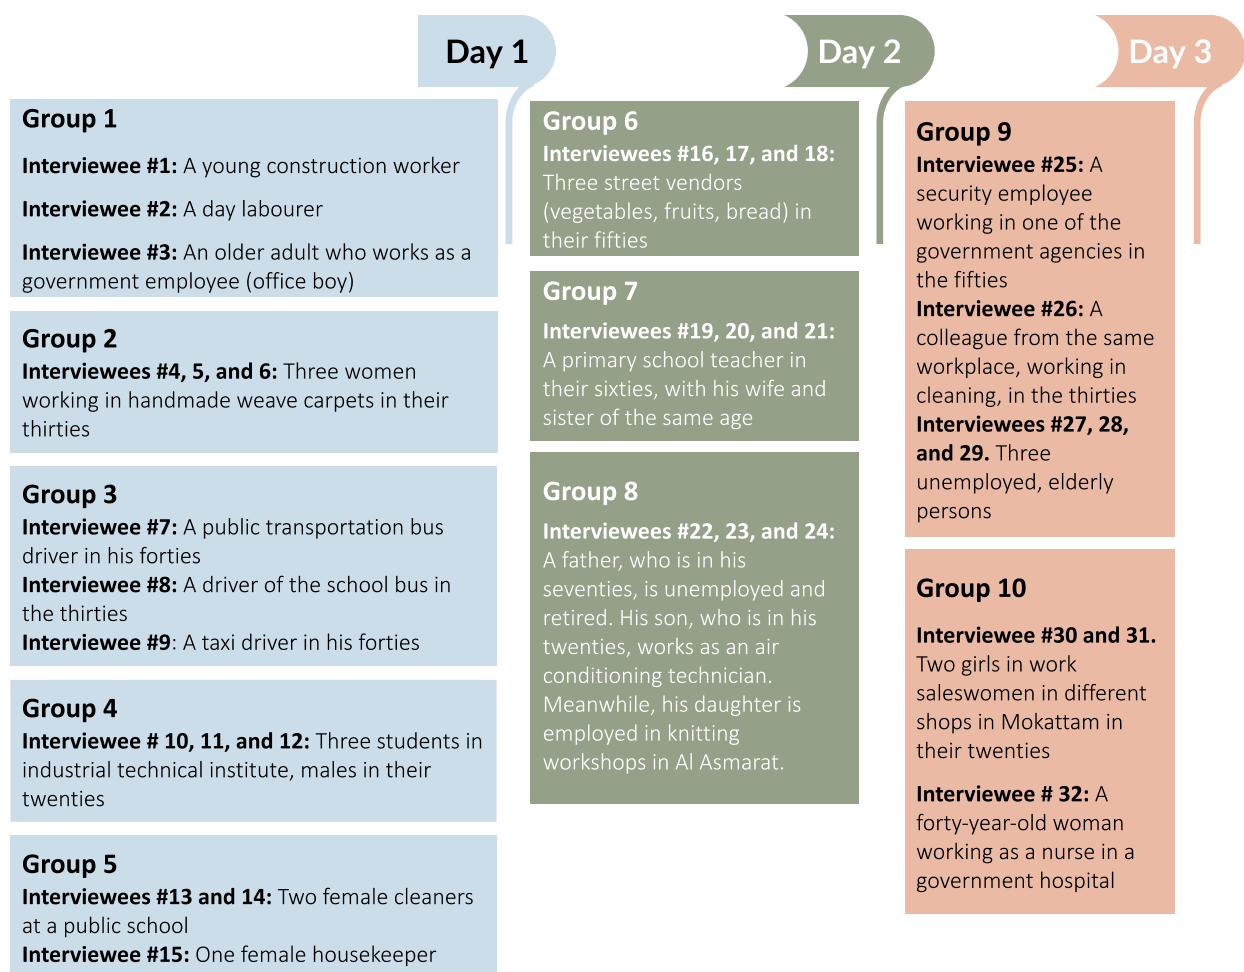 Day 1
Group 1
Interviewee #1: A young construction worker
Interviewee #2: A day labourer
Interviewee #3: An older adult who works as a
government employee (office boy)
Group 2
Interviewees #4, 5, and 6: Three women
working in handmade weave carpets in their
thirties
Group 3
Interviewee #7: A public transportation bus
driver in his forties
Interviewee #8: A driver of the school bus in
the thirties
Interviewee #9: A taxi driver in his forties
Group 4
Interviewee # 10, 11, and 12: Three students in
industrial technical institute, males in their
twenties
Group 5
Interviewees #13 and 14: Two female cleaners
at a public school
Interviewee #15: One female housekeeper
Day 2
Group 6
Interviewees #16, 17, and 18:
Three street vendors
(vegetables, fruits, bread) in
their fifties
Group 7
Interviewees #19, 20, and 21:
A primary school teacher in
their sixties, with his wife and
sister of the same age
Group 8
Interviewees #22, 23, and 24:
A father, who is in his
seventies, is unemployed and
retired. His son, who is in his
twenties, works as an air
conditioning technician.
Meanwhile, his daughter is
employed in knitting
workshops in Al Asmarat.
Day 3
Group 9
Interviewee #25: A
security employee
working in one of the
government agencies in
the fifties
Interviewee #26: A
colleague from the same
workplace, working in
cleaning, in the thirties
Interviewees #27, 28,
and 29. Three
unemployed, elderly
persons
Group 10
Interviewee #30 and 31.
Two girls in work
saleswomen in different
shops in Mokattam in
their twenties
Interviewee # 32: A
forty-year-old woman
working as a nurse in a
government hospital